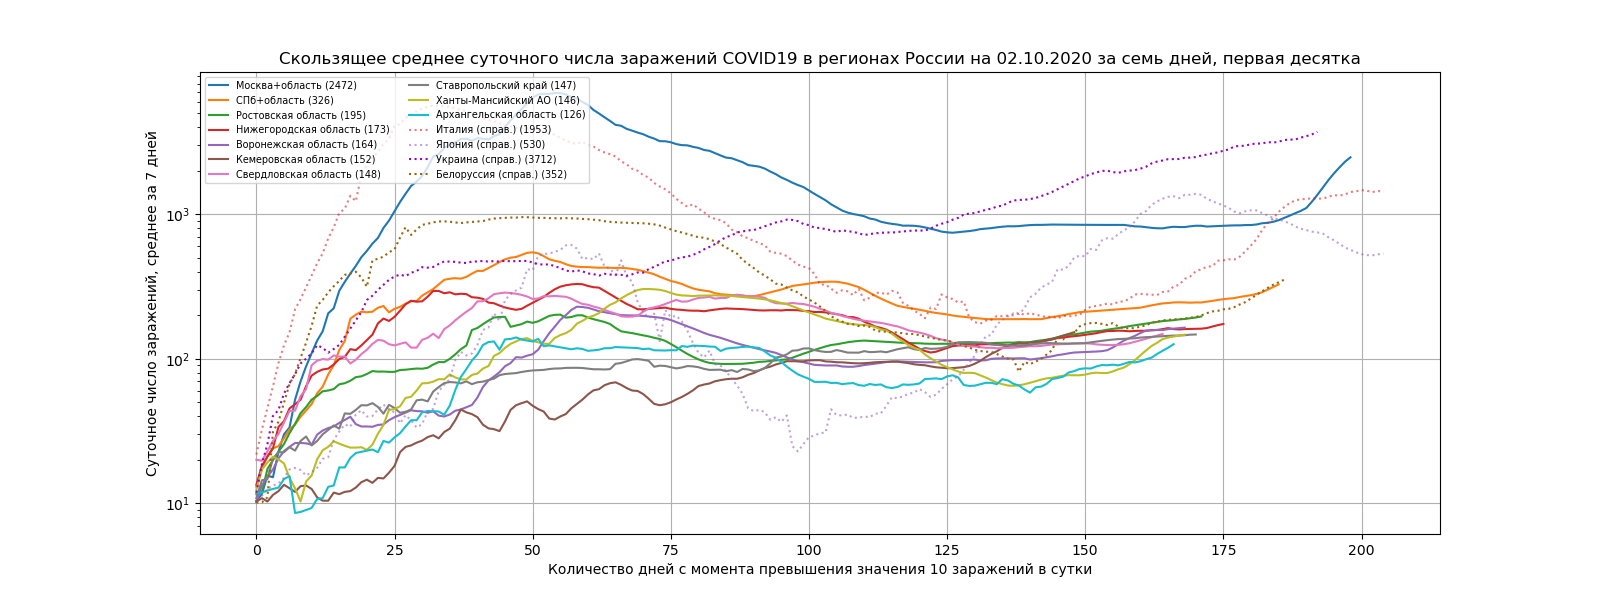 Скользящее среднее суточного числа заражений COVID19 в регионах России на 02.10.2020 за семь дней, первая десятка
Суточное число заражений, среднее за 7 дней
10³
10²
10¹
Москва+область (2472)
СПб+область (326)
Ростовская область (195)
Нижегородская область (173)
Воронежская область (164)
Кемеровская область (152)
Свердловская область (148)
Ставропольский край (147)
Ханты-Мансийский АО (146)
Архангельская область (126)
Италия (справ.) (1953)
Япония (справ.) (530)
Украина (справ.) (3712)
Белоруссия (справ.) (352)
0 25 50 75 100 125 150 175 200
Количество дней с момента превышения значения 10 заражений в сутки